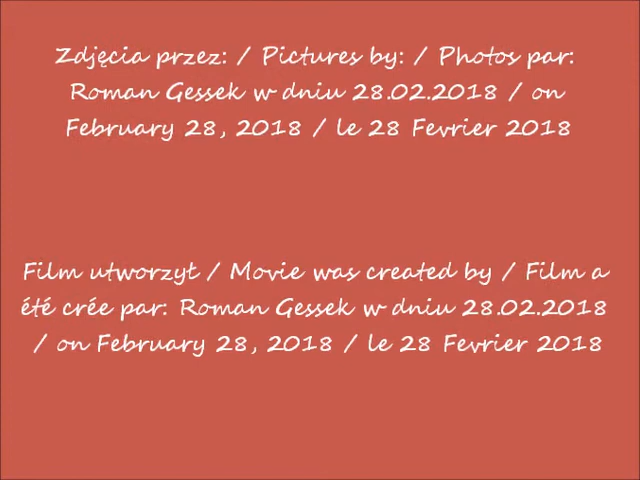 Zdjęcia przez: / Pictures by: / Photos par:
Roman Gessek w dniu 28.02.2018 / on
February 28, 2018 / le 28 Fevrier 2018
Film utworzył / Movie was created by / Film a
été crée par: Roman Gessek w dniu 28.02.2018
/ on February 28, 2018 / le 28 Fevrier 2018